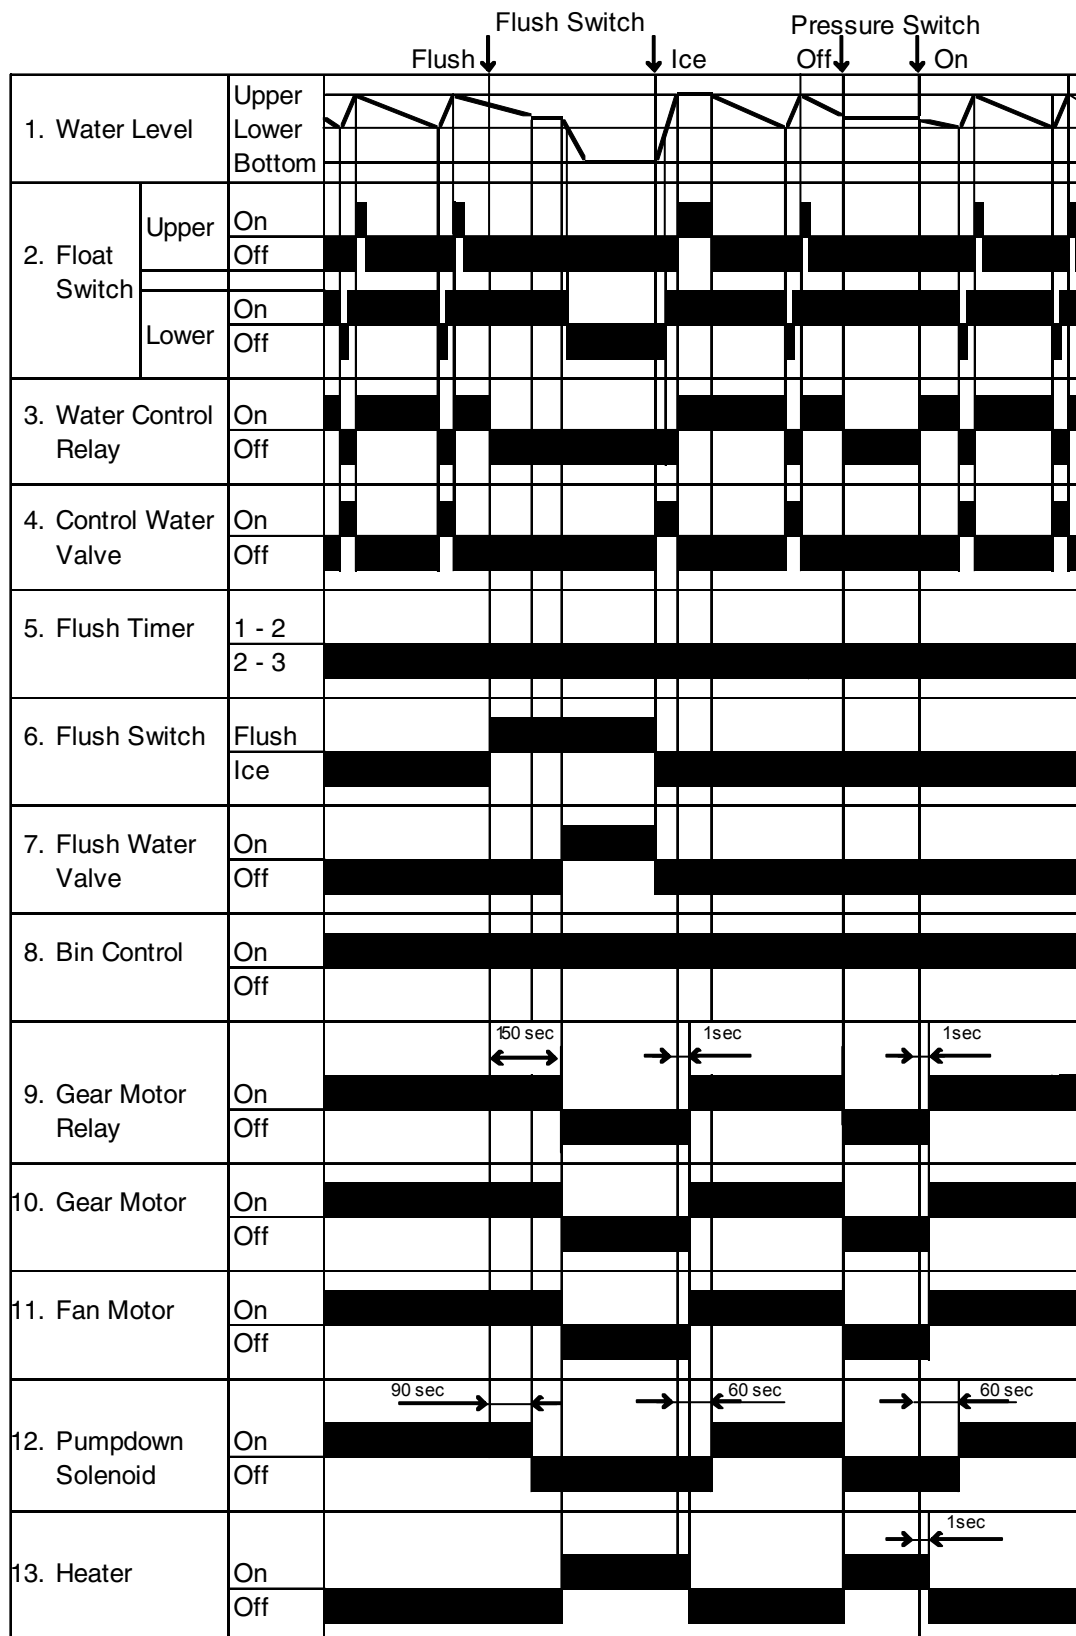 Flush Switch
Pressure Switch
Flush
Ice
Off
On
1. Water Level
Upper
Lower
Bottom
2. Float
Switch
Upper
On
Off
Lower
On
Off
3. Water Control
Relay
On
Off
4. Control Water
Valve
On
Off
5. Flush Timer
1 - 2
2 - 3
6. Flush Switch
Flush
Ice
7. Flush Water
Valve
On
Off
8. Bin Control
On
Off
150 sec
1sec
1sec
9. Gear Motor
Relay
On
Off
10. Gear Motor
On
Off
11. Fan Motor
On
Off
90 sec
60 sec
60 sec
12. Pumpdown
Solenoid
On
Off
1sec
13. Heater
On
Off